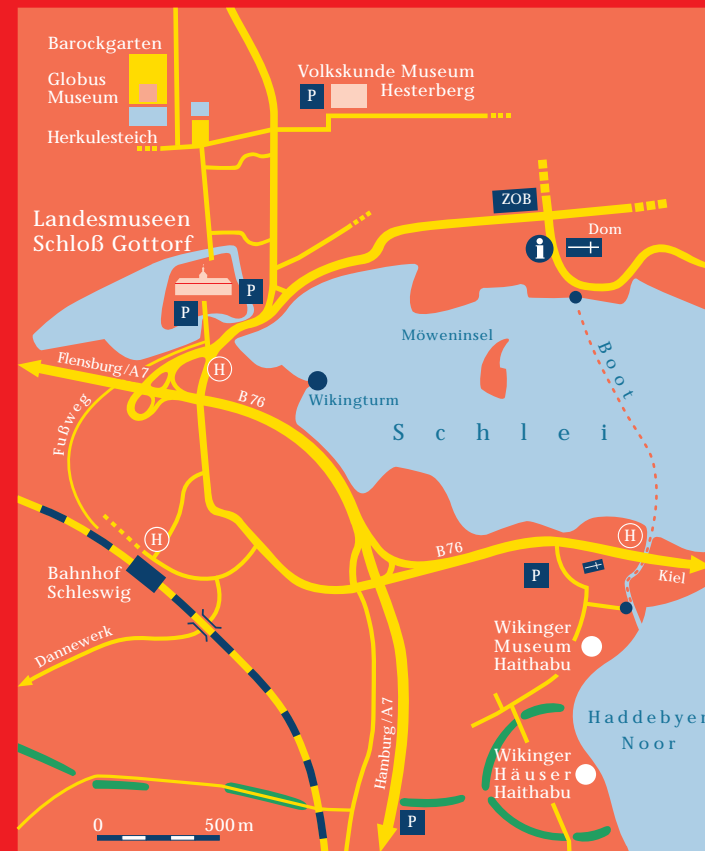 Barockgarten
Globus
Museum
Herkulesteich
Volkskunde Museum
Hesterberg
P
ZOB
Dom
i
Landesmuseen
Schloß Gottorf
P
P
Möweninsel
Boot
Flensburg/A7
H
B 76
Wikingturm
Schlei
Fußweg
H
B76
H
Kiel
P
Bahnhof
Schleswig
Dannewerk
Wikinger
Museum
Haithabu
Hamburg/A7
Haddebyer
Noor
Wikinger
Häuser
Haithabu
P
0 500 m